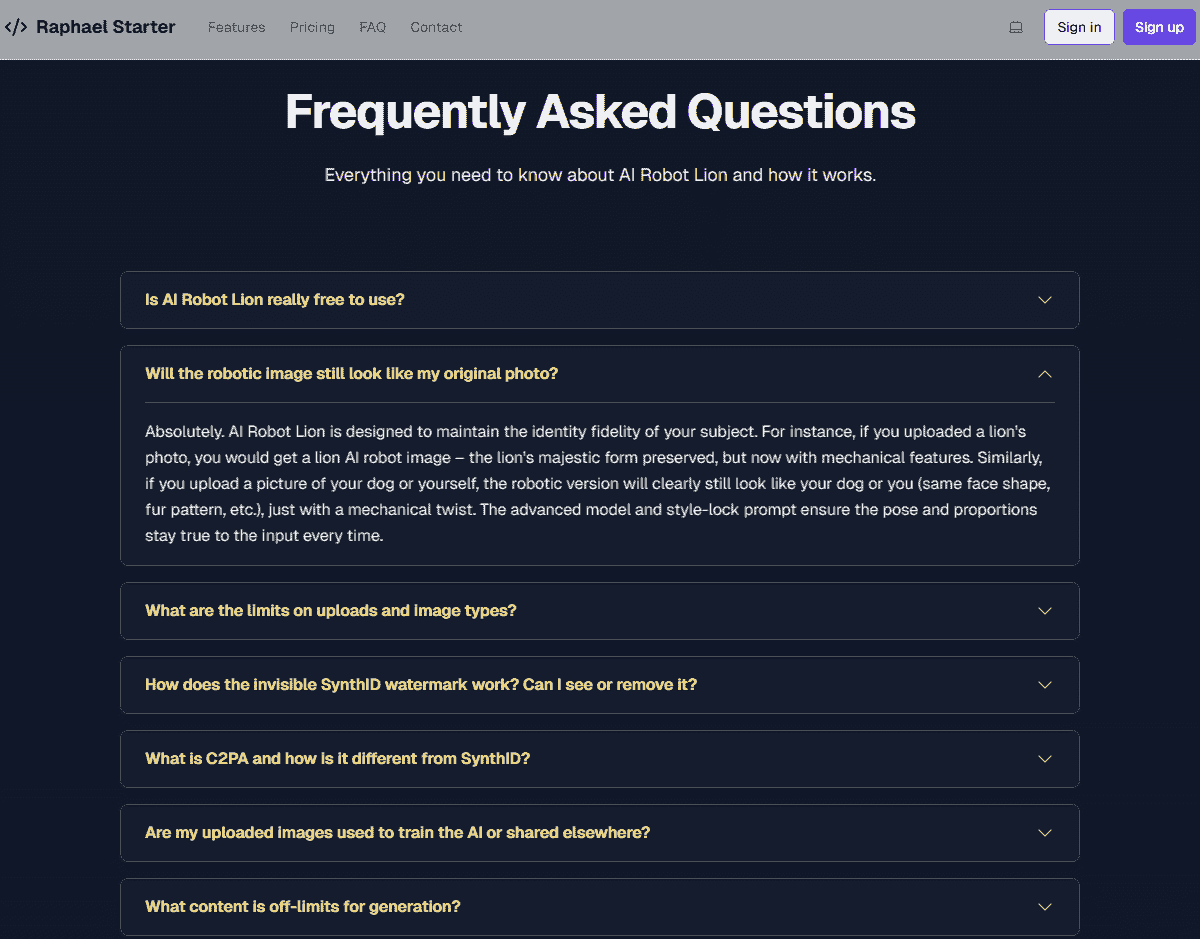 </> Raphael Starter
Features
Pricing
FAQ
Contact
Sign in
Sign up
Frequently Asked Questions
Everything you need to know about AI Robot Lion and how it works.
Is AI Robot Lion really free to use?
Will the robotic image still look like my original photo?
Absolutely. AI Robot Lion is designed to maintain the identity fidelity of your subject. For instance, if you uploaded a lion's
photo, you would get a lion AI robot image – the lion's majestic form preserved, but now with mechanical features. Similarly,
if you upload a picture of your dog or yourself, the robotic version will clearly still look like your dog or you (same face shape,
fur pattern, etc.), just with a mechanical twist. The advanced model and style-lock prompt ensure the pose and proportions
stay true to the input every time.
What are the limits on uploads and image types?
How does the invisible SynthID watermark work? Can I see or remove it?
What is C2PA and how is it different from SynthID?
Are my uploaded images used to train the AI or shared elsewhere?
What content is off-limits for generation?